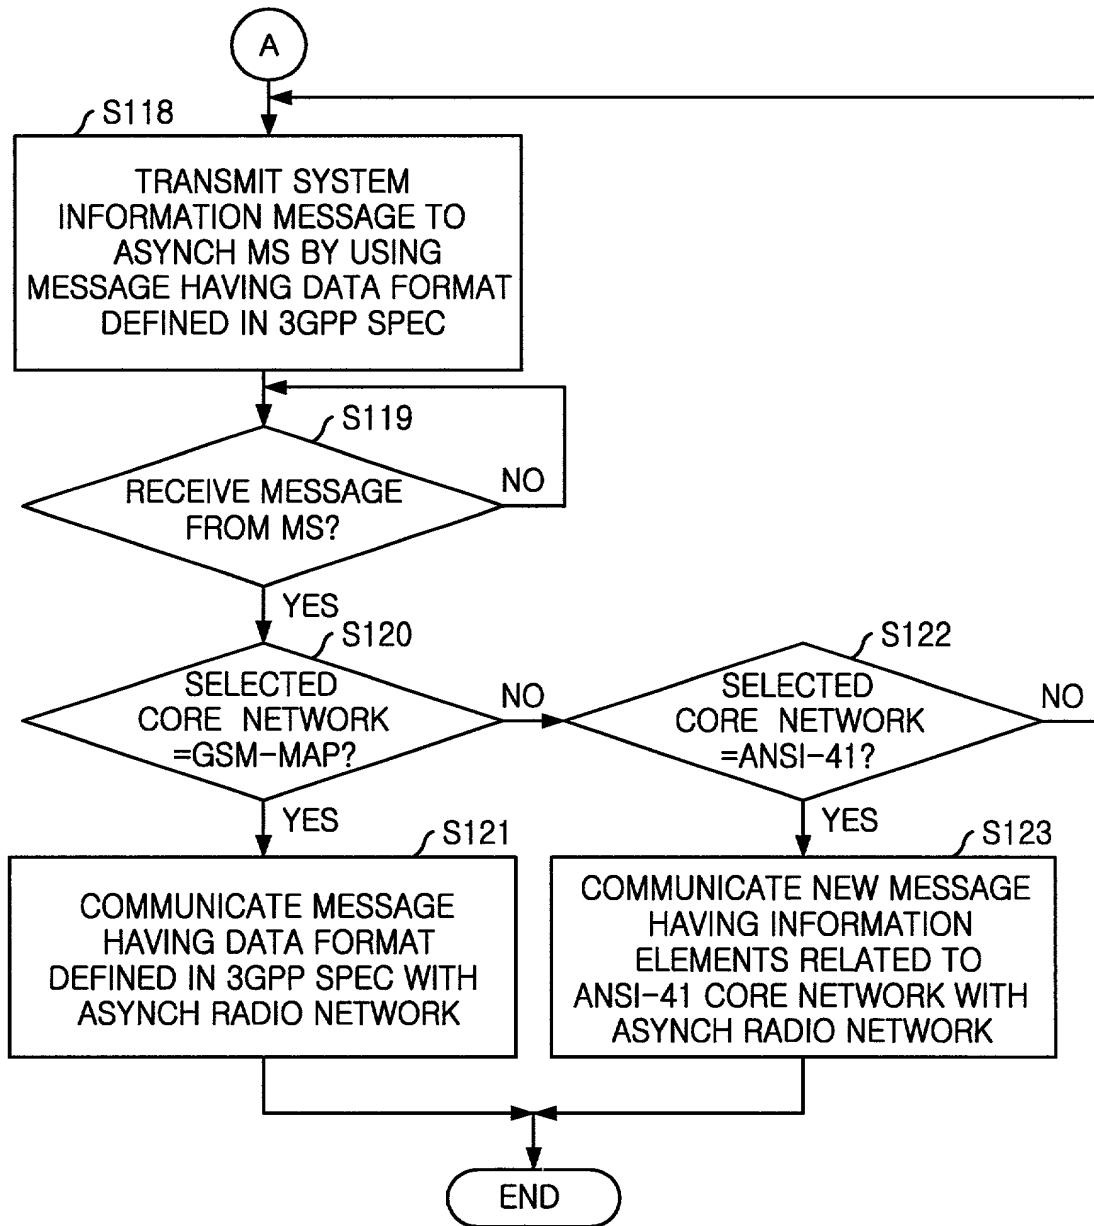 A
S118
TRANSMIT SYSTEM
INFORMATION MESSAGE TO
ASYNCH MS BY USING
MESSAGE HAVING DATA FORMAT
DEFINED IN 3GPP SPEC
S119
RECEIVE MESSAGE
FROM MS?
NO
YES
S120
SELECTED
CORE NETWORK
=GSM-MAP?
NO
YES
S122
SELECTED
CORE NETWORK
=ANSI-41?
NO
YES
S121
COMMUNICATE MESSAGE
HAVING DATA FORMAT
DEFINED IN 3GPP SPEC WITH
ASYNCH RADIO NETWORK
S123
COMMUNICATE NEW MESSAGE
HAVING INFORMATION
ELEMENTS RELATED TO
ANSI-41 CORE NETWORK WITH
ASYNCH RADIO NETWORK
END